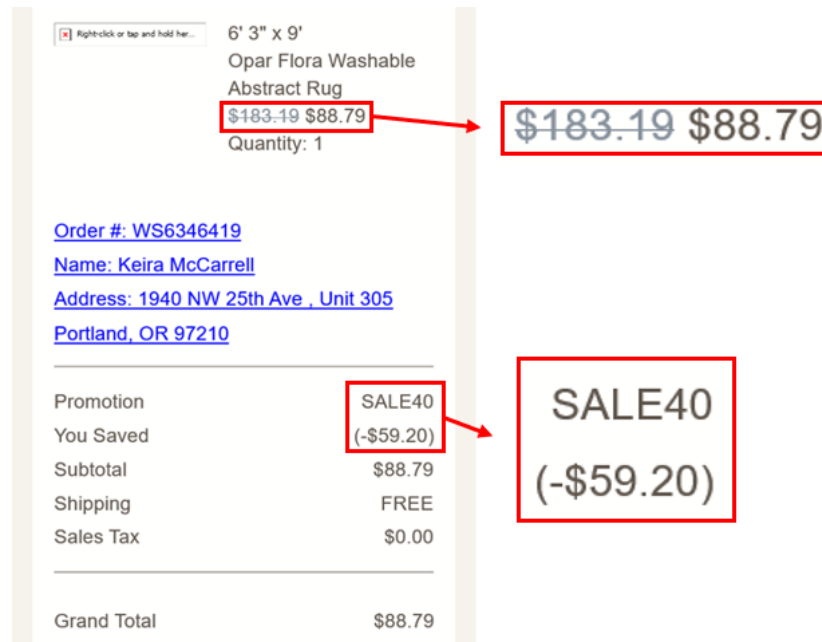 Right-click or tap and hold her...
6' 3" x 9'
Opar Flora Washable
Abstract Rug
$183.19 $88.79
Quantity: 1
$183.19 $88.79
Order #: WS6346419
Name: Keira McCarrell
Address: 1940 NW 25th Ave , Unit 305
Portland, OR 97210
Promotion SALE40
You Saved (-$59.20)
Subtotal $88.79
Shipping FREE
Sales Tax $0.00
SALE40
(-$59.20)
Grand Total $88.79